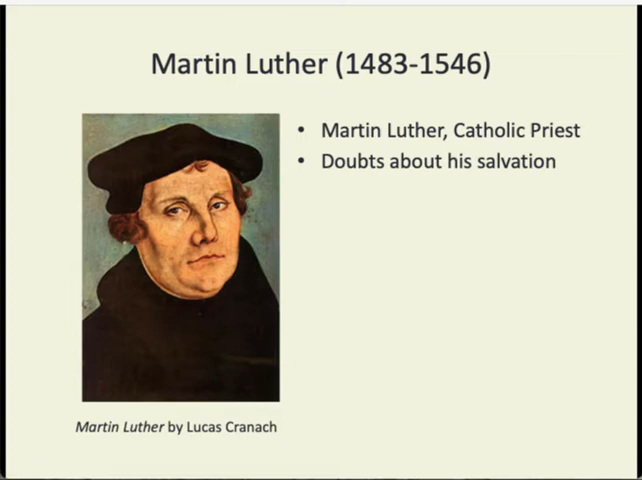 Martin Luther (1483-1546)
• Martin Luther, Catholic Priest
• Doubts about his salvation
Martin Luther by Lucas Cranach